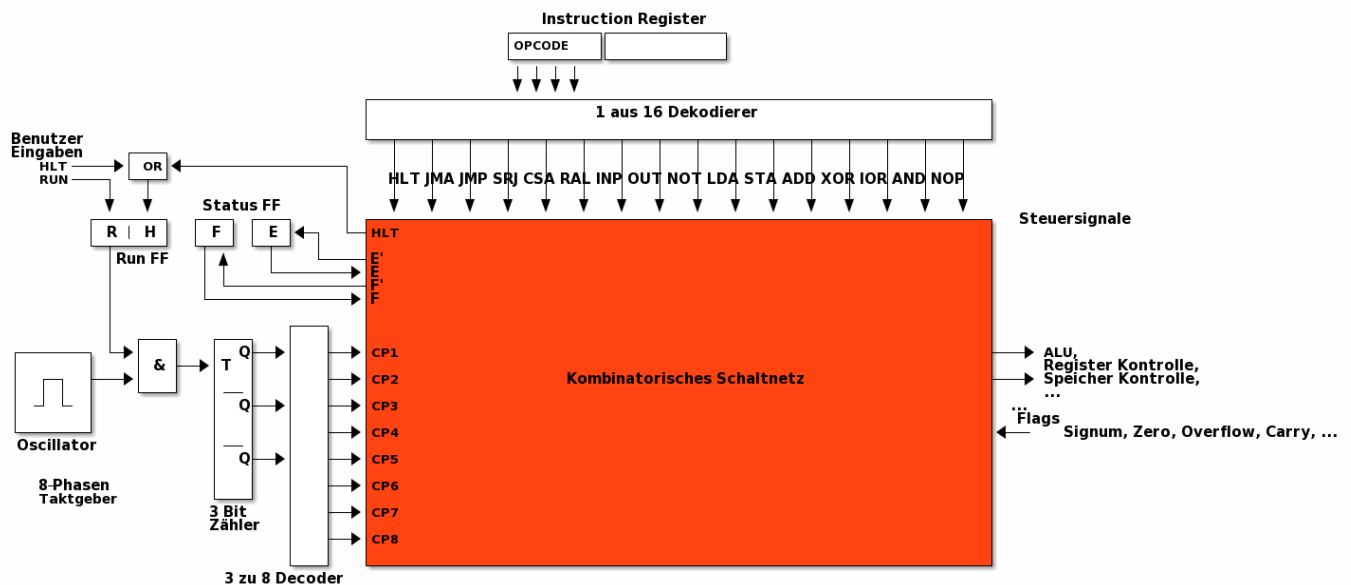 Instruction Register
OPCODE
1 aus 16 Dekodierer
Benutzer
Eingaben
HLT
RUN
OR
HLT JMA JMP SRJ CSA RAL INP OUT NOT LDA STA ADD XOR IOR AND NOP
Status FF
R | H
F
E
Run FF
Steuersignale
HLT
E'
E
F'
F
&
T
Q
Q
Q
CP1
CP2
CP3
CP4
CP5
CP6
CP7
CP8
Kombinatorisches Schaltnetz
ALU,
Register Kontrolle,
Speicher Kontrolle,
...
...
Flags
Signum, Zero, Overflow, Carry, ...
Oscillator
8-Phasen
Taktgeber
3 Bit
Zähler
3 zu 8 Decoder